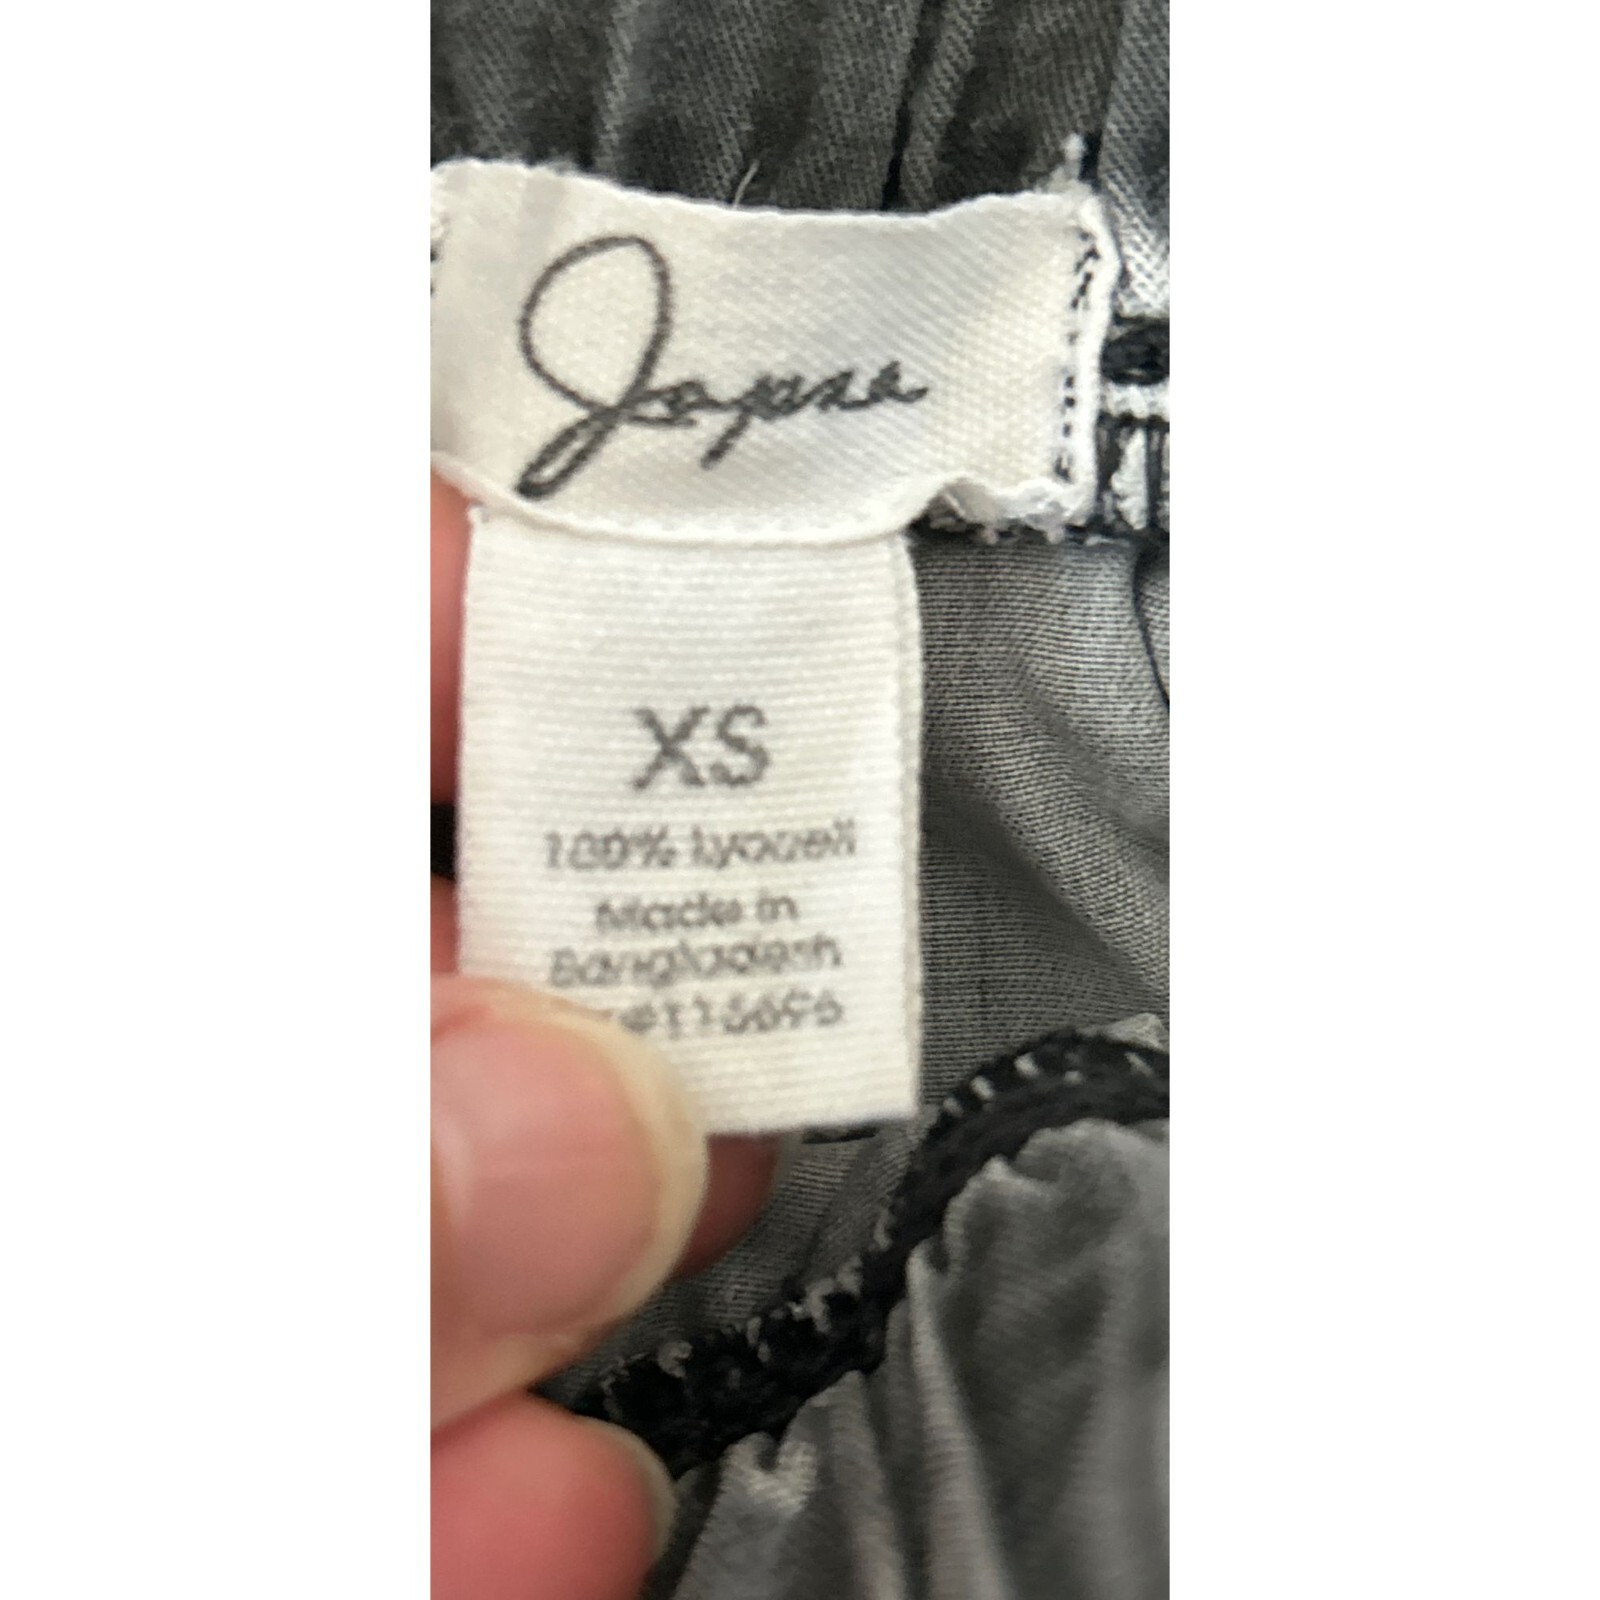 Japna
XS
100% Lyocell
Made in
Bangladesh